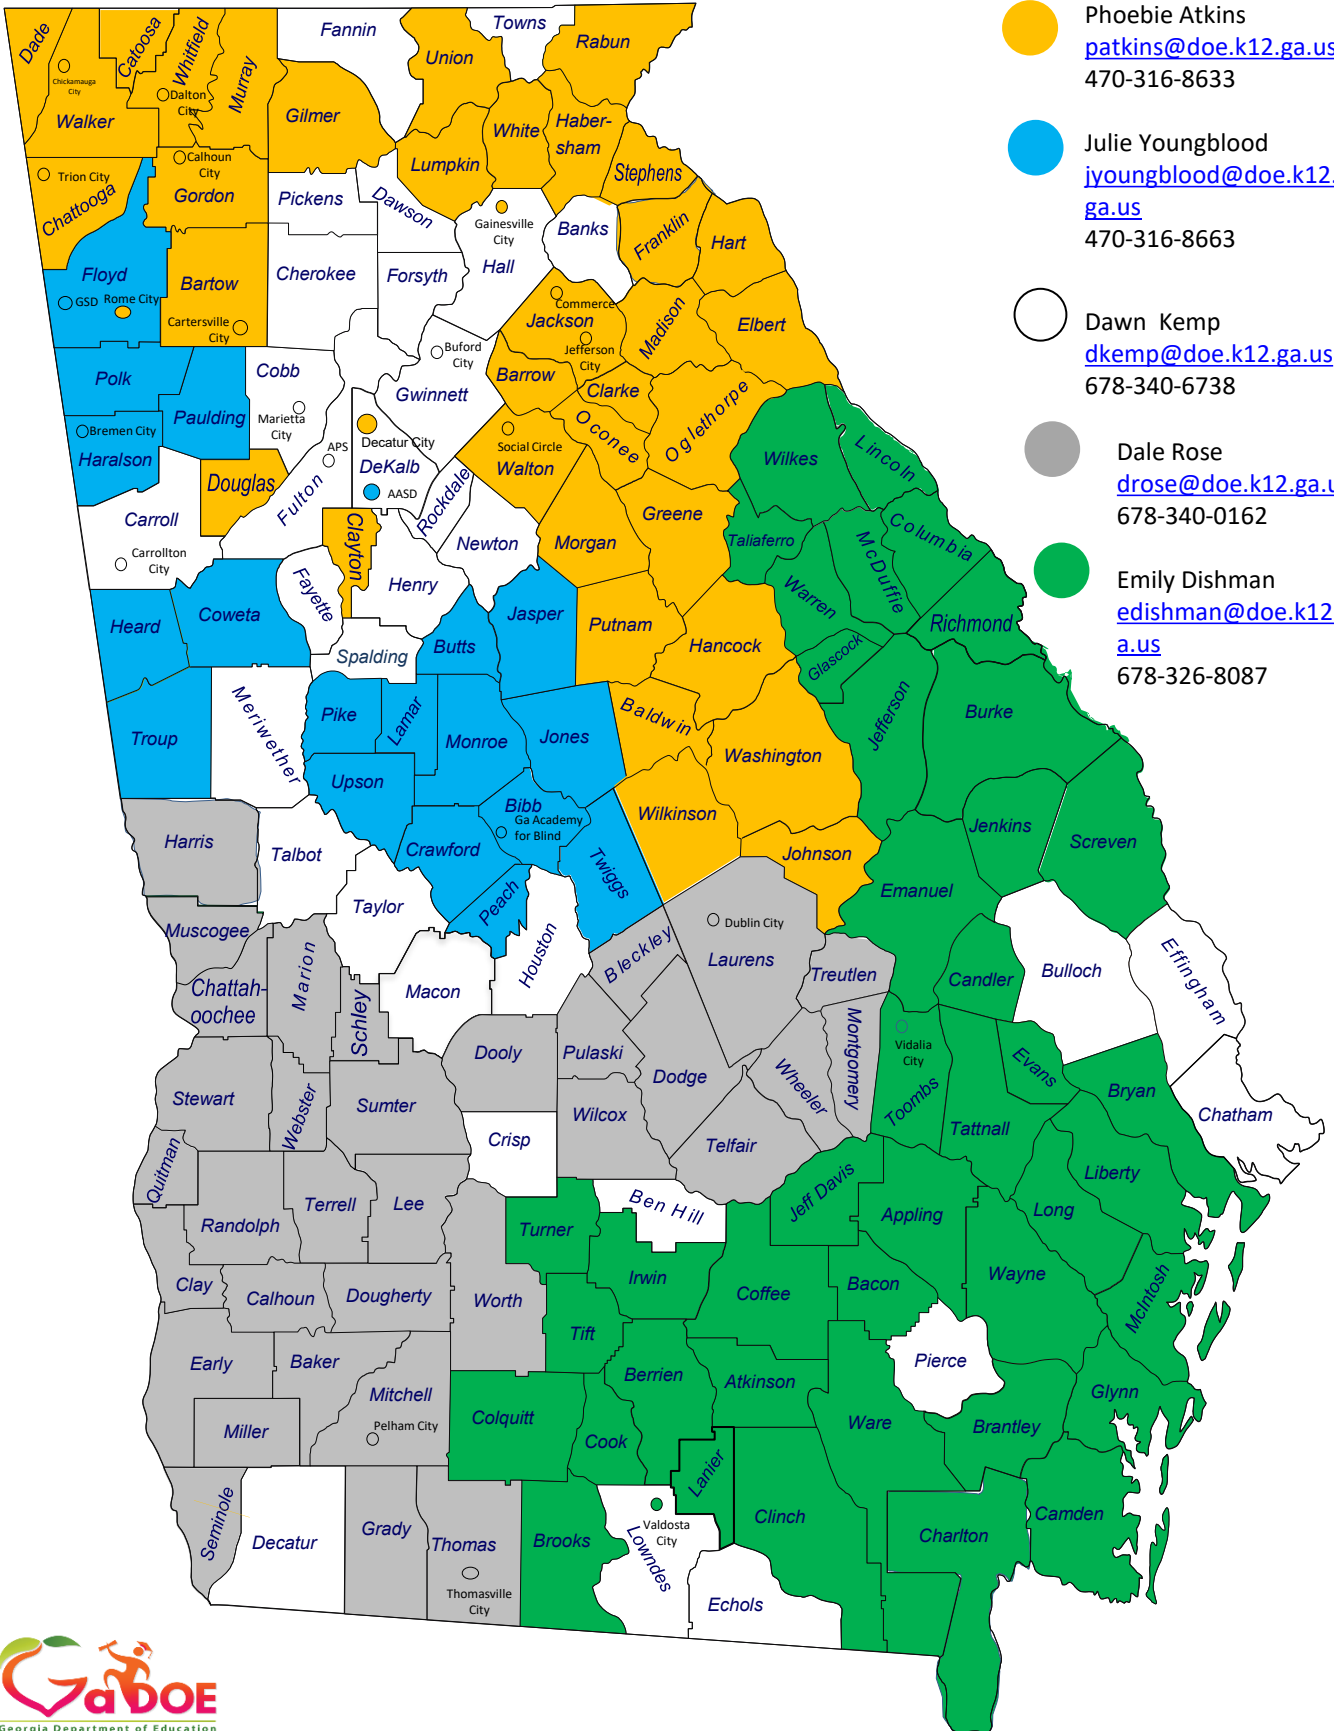 Phoebie Atkins
patkins@doe.k12.ga.us
470-316-8633
Julie Youngblood
jyoungblood@doe.k12.
ga.us
470-316-8663
Dawn  Kemp
dkemp@doe.k12.ga.us
678-340-6738
Dale Rose
drose@doe.k12.ga.u
678-340-0162
Emily Dishman
edishman@doe.k12
a.us
678-326-8087
Dade
Catoosa
Whitfield
Murray
Fannin
Union
Towns
Rabun
Chickamauga
City
Walker
Dalton
City
Gilmer
White
Haber-
sham
Lumpkin
Stephens
Trion City
Chattooga
Calhoun
City
Gordon
Pickens
Dawson
Gainesville
City
Hall
Banks
Franklin
Hart
Floyd
GSD
Rome City
Bartow
Cartersville
City
Cherokee
Forsyth
Commerce
Jackson
Jefferson
City
Madison
Elbert
Polk
Paulding
Cobb
Marietta
City
Buford
City
Gwinnett
Barrow
Clarke
Oconee
Oglethorpe
Bremen City
Haralson
Douglas
Fulton
APS
Decatur City
DeKalb
AASD
Rockdale
Social Circle
Walton
Wilkes
Lincoln
Carroll
Carrollton
City
Clayton
Fayette
Henry
Newton
Morgan
Greene
Taliaferro
McDuffie
Columbia
Warren
Richmond
Heard
Coweta
Spalding
Butts
Jasper
Putnam
Hancock
Glascock
Troup
Meriwether
Pike
Lamar
Monroe
Jones
Baldwin
Washington
Jefferson
Burke
Upson
Bibb
Ga Academy
for Blind
Crawford
Twiggs
Wilkinson
Johnson
Jenkins
Screven
Harris
Talbot
Taylor
Peach
Houston
Emanuel
Muscogee
Chattah-
oochee
Marion
Schley
Macon
Bleckley
Dublin City
Laurens
Treutlen
Candler
Bulloch
Effingham
Stewart
Webster
Sumter
Dooly
Pulaski
Dodge
Wheeler
Montgomery
Vidalia
City
Toombs
Evans
Tattnall
Bryan
Chatham
Quitman
Crisp
Wilcox
Telfair
Liberty
Randolph
Terrell
Lee
Turner
Ben Hill
Jeff Davis
Appling
Long
Clay
Calhoun
Dougherty
Worth
Irwin
Coffee
Bacon
Wayne
McIntosh
Early
Baker
Mitchell
Pelham City
Tift
Berrien
Atkinson
Pierce
Miller
Colquitt
Cook
Lanier
Ware
Brantley
Glynn
Seminole
Decatur
Grady
Thomas
Thomasville
City
Brooks
Valdosta
City
Lowndes
Echols
Clinch
Charlton
Camden
GaDOE
Georgia Department of Education